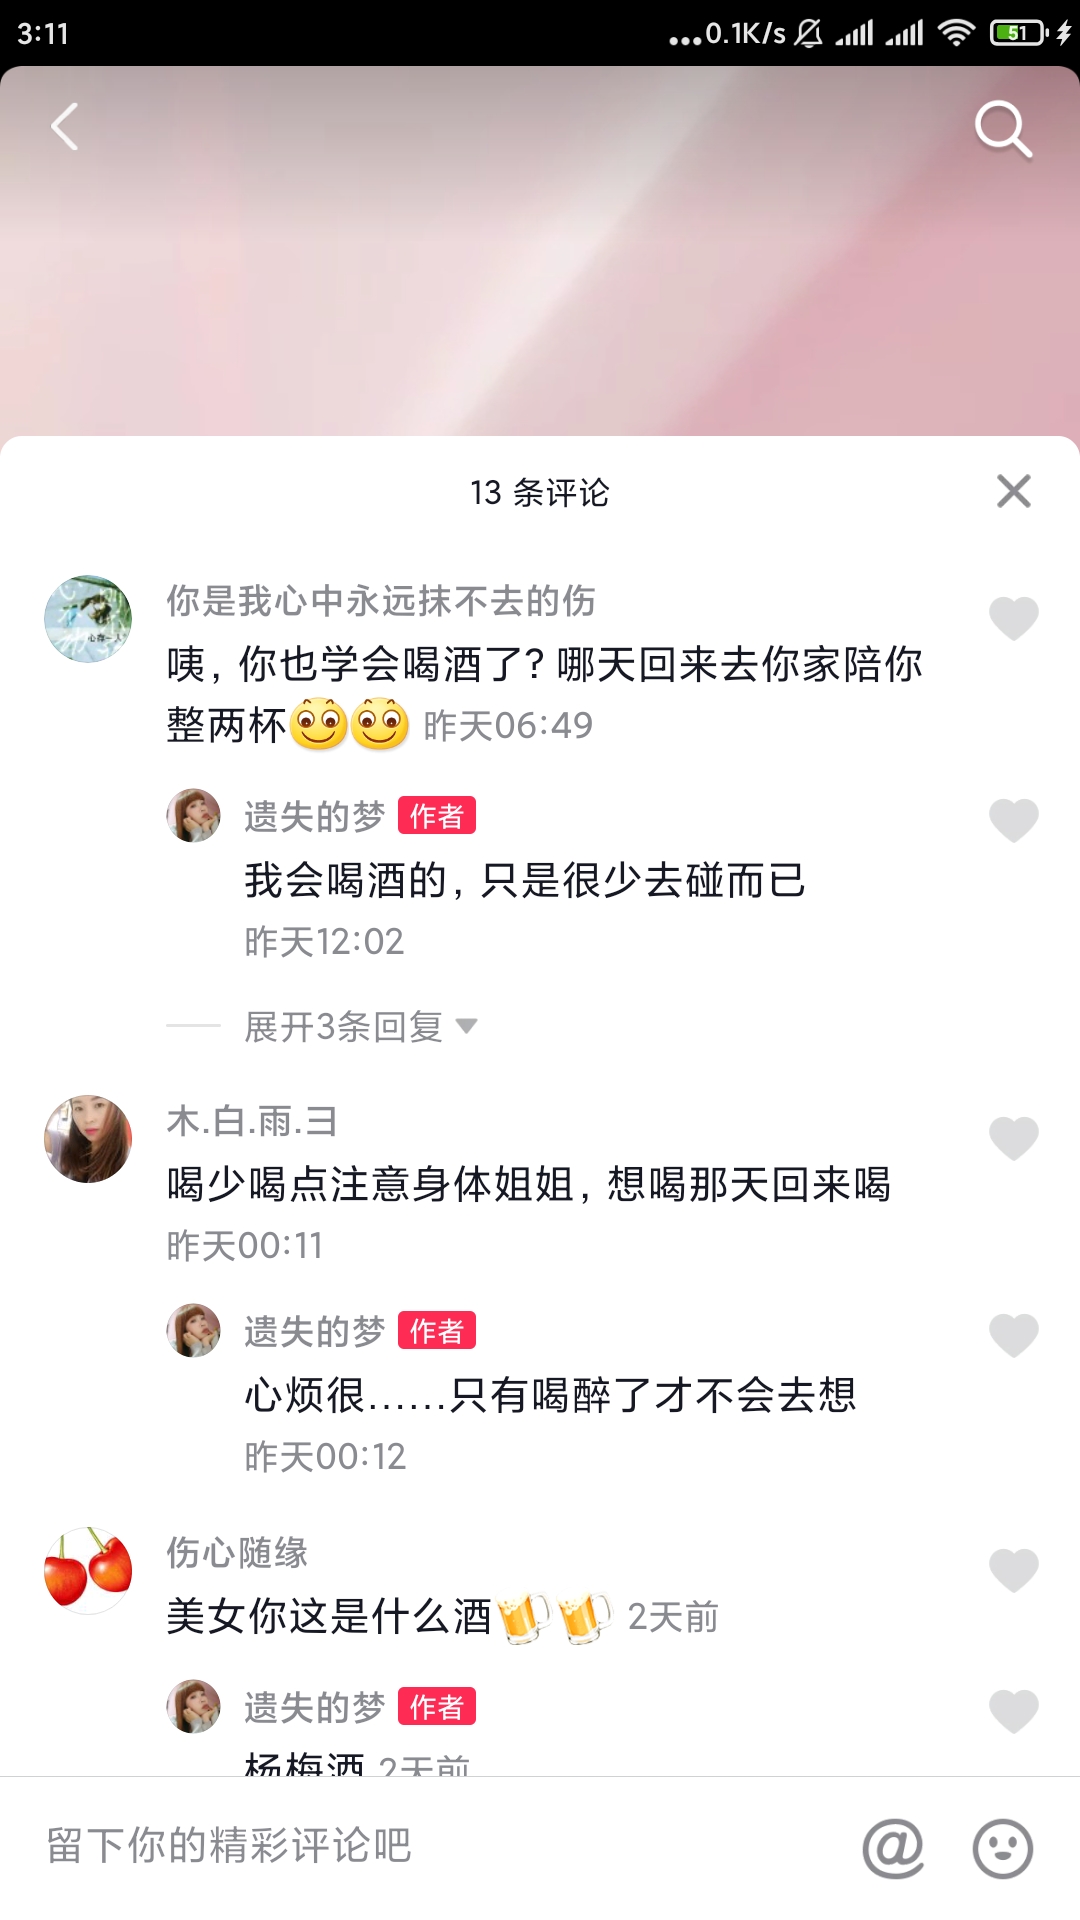 3:11
...0.1K/s
51
13 条评论
你是我心中永远抹不去的伤
咦，你也学会喝酒了？哪天回来去你家陪你
整两杯 昨天06:49
遗失的梦 作者
我会喝酒的，只是很少去碰而已
昨天12:02
展开3条回复
木.白.雨.彐
喝少喝点注意身体姐姐，想喝那天回来喝
昨天00:11
遗失的梦 作者
心烦很……只有喝醉了才不会去想
昨天00:12
伤心随缘
美女你这是什么酒 2天前
遗失的梦 作者
杨梅酒 2天前
留下你的精彩评论吧
@